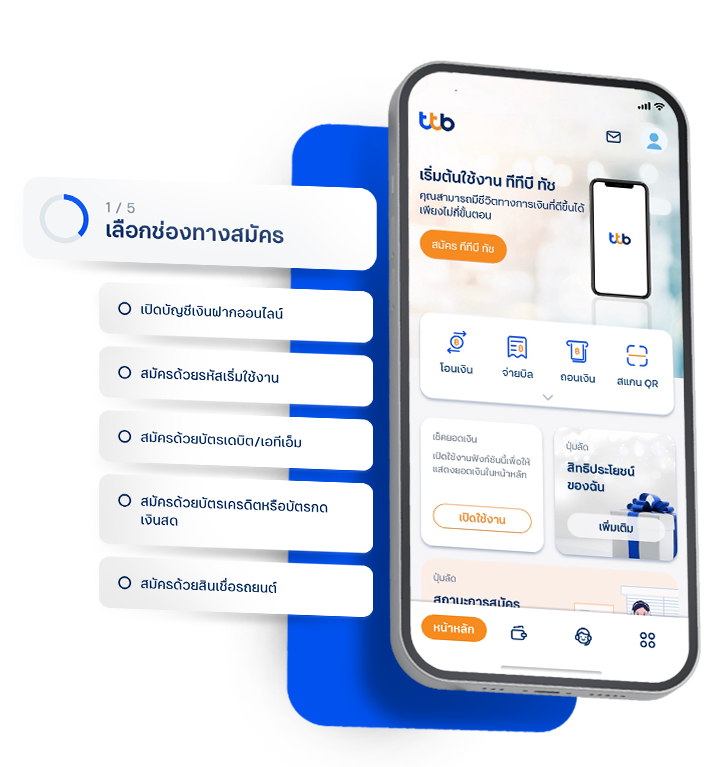 1 / 5
เลือกช่องทางสมัคร
เปิดบัญชีเงินฝากออนไลน์
สมัครด้วยรหัสเริ่มใช้งาน
สมัครด้วยบัตรเดบิต/เอทีเอ็ม
สมัครด้วยบัตรเครดิตหรือบัตรกด
เงินสด
สมัครด้วยสินเชื่อรถยนต์
ttb
เริ่มต้นใช้งาน ทีทีบี ทัช
คุณสามารถมีชีวิตทางการเงินที่ดีขึ้นได้
เพียงไม่กี่ขั้นตอน
สมัคร ทีทีบี ทัช
ttb
โอนเงิน
จ่ายบิล
ถอนเงิน
สแกน QR
เช็คยอดเงิน
เปิดใช้งานฟังก์ชันนี้เพื่อให้
แสดงยอดเงินในหน้าหลัก
เปิดใช้งาน
ปุ่มลัด
สิทธิประโยชน์
ของฉัน
เพิ่มเติม
ปุ่มลัด
สถานะการสมัคร
หน้าหลัก